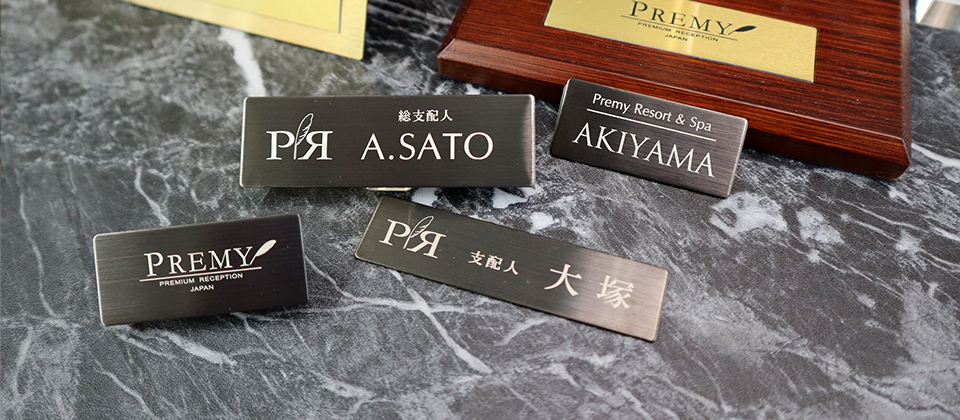 PREMY
PREMIUM RECEPTION
JAPAN
Premy Resort & Spa
AKIYAMA
総支配人
PR A.SATO
PR 支配人 大塚
PREMY
PREMIUM RECEPTION
JAPAN